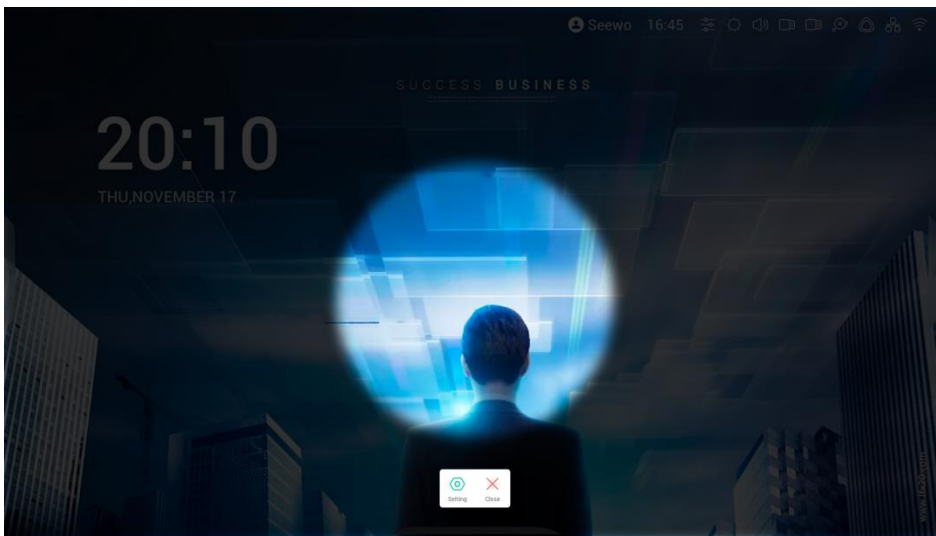 Seewo 16:45
SUCCESS BUSINESS
20:10
THU,NOVEMBER 17
Setting Close